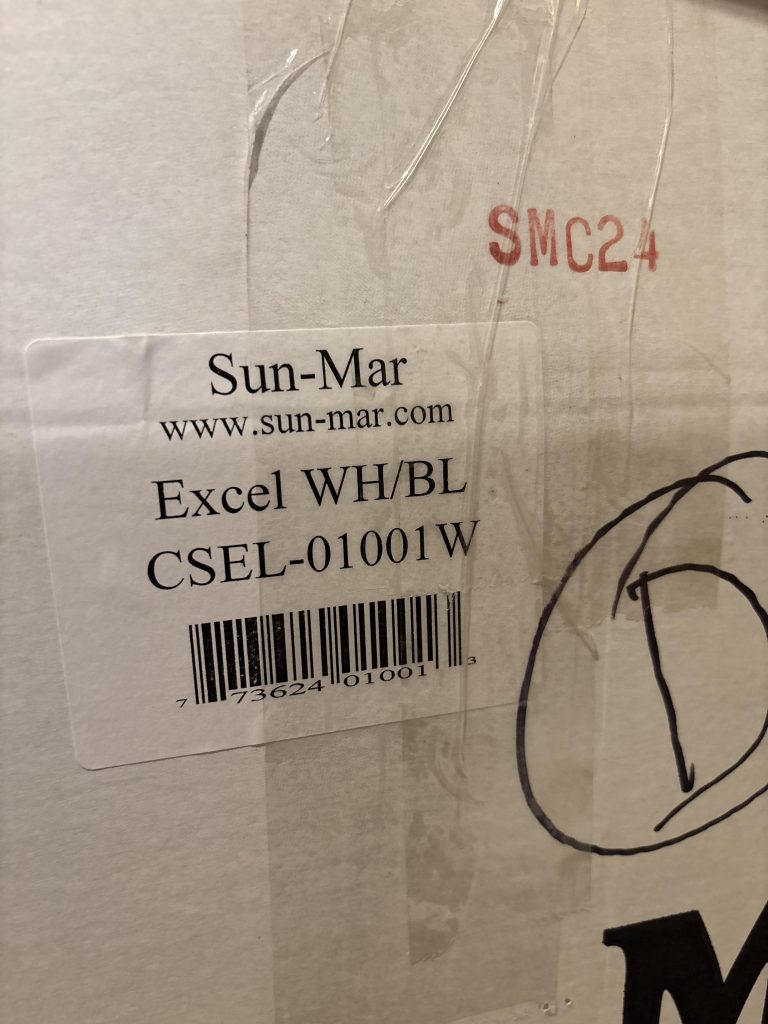 SMC24
Sun-Mar
www.sun-mar.com
Excel WH/BL
CSEL-01001W
7 73624 01001 3
D
M